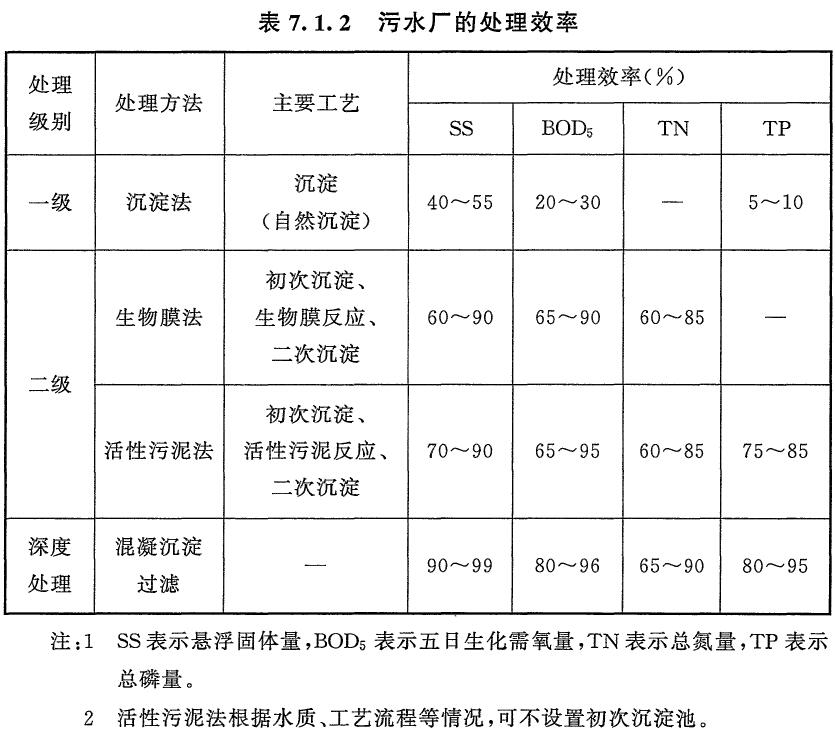 表 7.1.2 污水厂的处理效率
处理级别 处理方法 主要工艺 处理效率(%)
SS BOD₅ TN TP
一级 沉淀法 沉淀(自然沉淀) 40～55 20～30 — 5～10
二级 生物膜法 初次沉淀、生物膜反应、二次沉淀 60～90 65～90 60～85 —
活性污泥法 初次沉淀、活性污泥反应、二次沉淀 70～90 65～95 60～85 75～85
深度处理 混凝沉淀过滤 — 90～99 80～96 65～90 80～95
注:1 SS表示悬浮固体量,BOD₅表示五日生化需氧量,TN表示总氮量,TP表示
总磷量。
2 活性污泥法根据水质、工艺流程等情况,可不设置初次沉淀池。